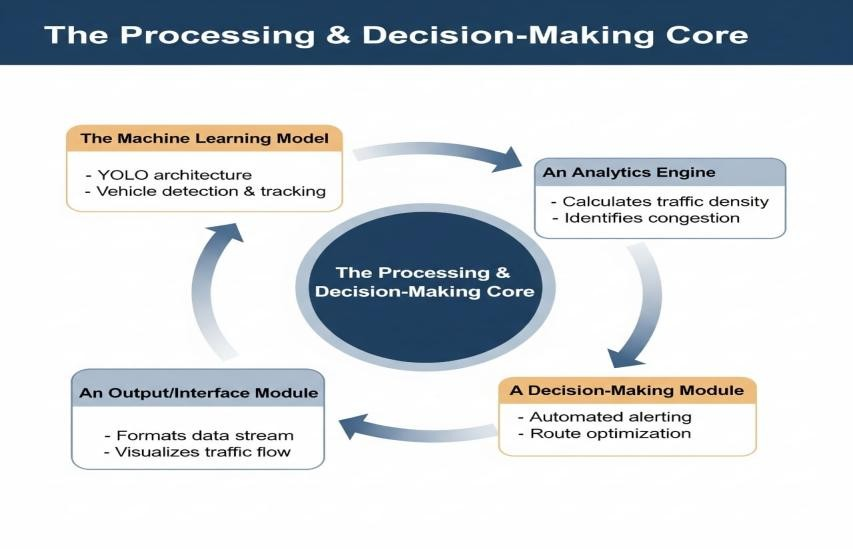 The Processing & Decision-Making Core
The Machine Learning Model
- YOLO architecture
- Vehicle detection & tracking
An Analytics Engine
- Calculates traffic density
- Identifies congestion
The Processing &
Decision-Making Core
An Output/Interface Module
- Formats data stream
- Visualizes traffic flow
A Decision-Making Module
- Automated alerting
- Route optimization